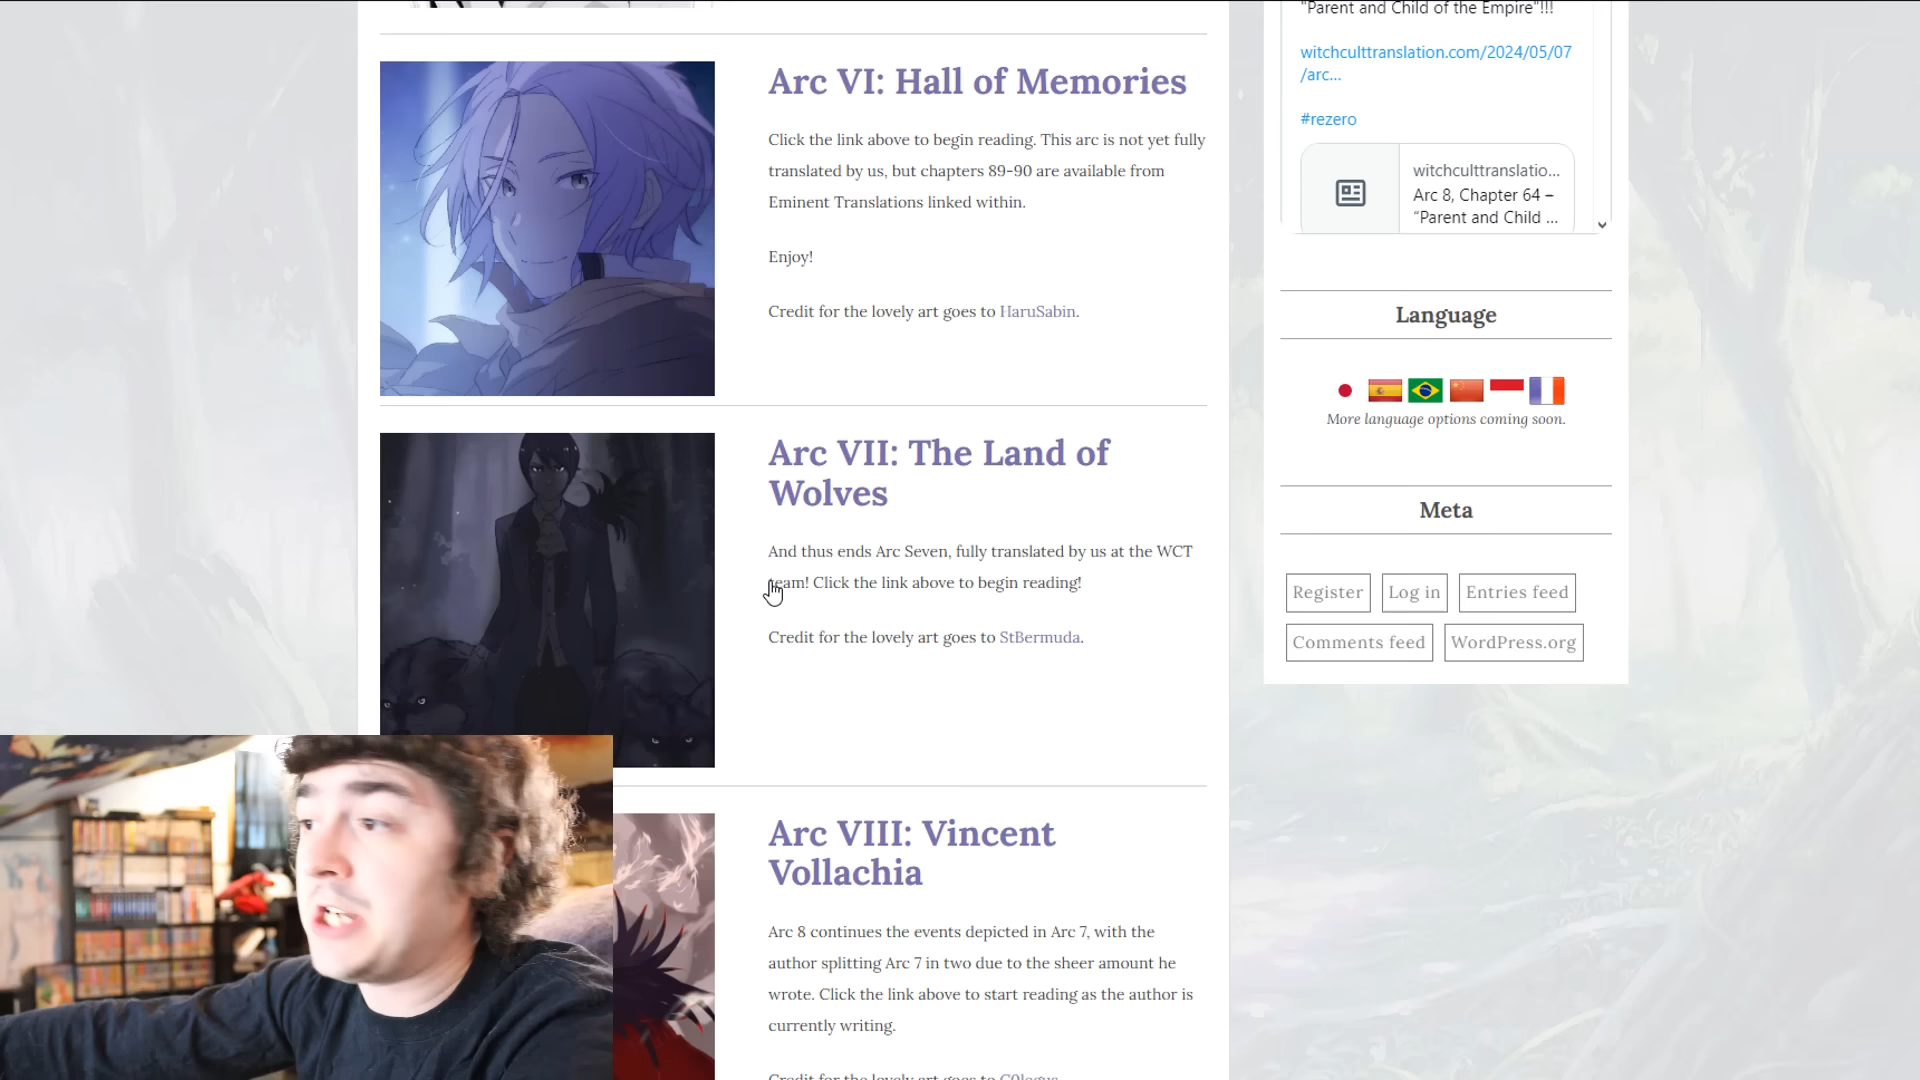 Arc VI: Hall of Memories
Click the link above to begin reading. This arc is not yet fully
translated by us, but chapters 89-90 are available from
Eminent Translations linked within.
Enjoy!
Credit for the lovely art goes to HaruSabin.
Arc VII: The Land of
Wolves
And thus ends Arc Seven, fully translated by us at the WCT
team! Click the link above to begin reading!
Credit for the lovely art goes to StBermuda.
Arc VIII: Vincent
Vollachia
Arc 8 continues the events depicted in Arc 7, with the
author splitting Arc 7 in two due to the sheer amount he
wrote. Click the link above to start reading as the author is
currently writing.
Credit for the lovely art goes to
"Parent and Child of the Empire"!!!
witchculttranslation.com/2024/05/07
/arc...
#rezero
witchculttranslatio...
Arc 8, Chapter 64 –
"Parent and Child ...
Language
More language options coming soon.
Meta
Register Log in Entries feed
Comments feed WordPress.org